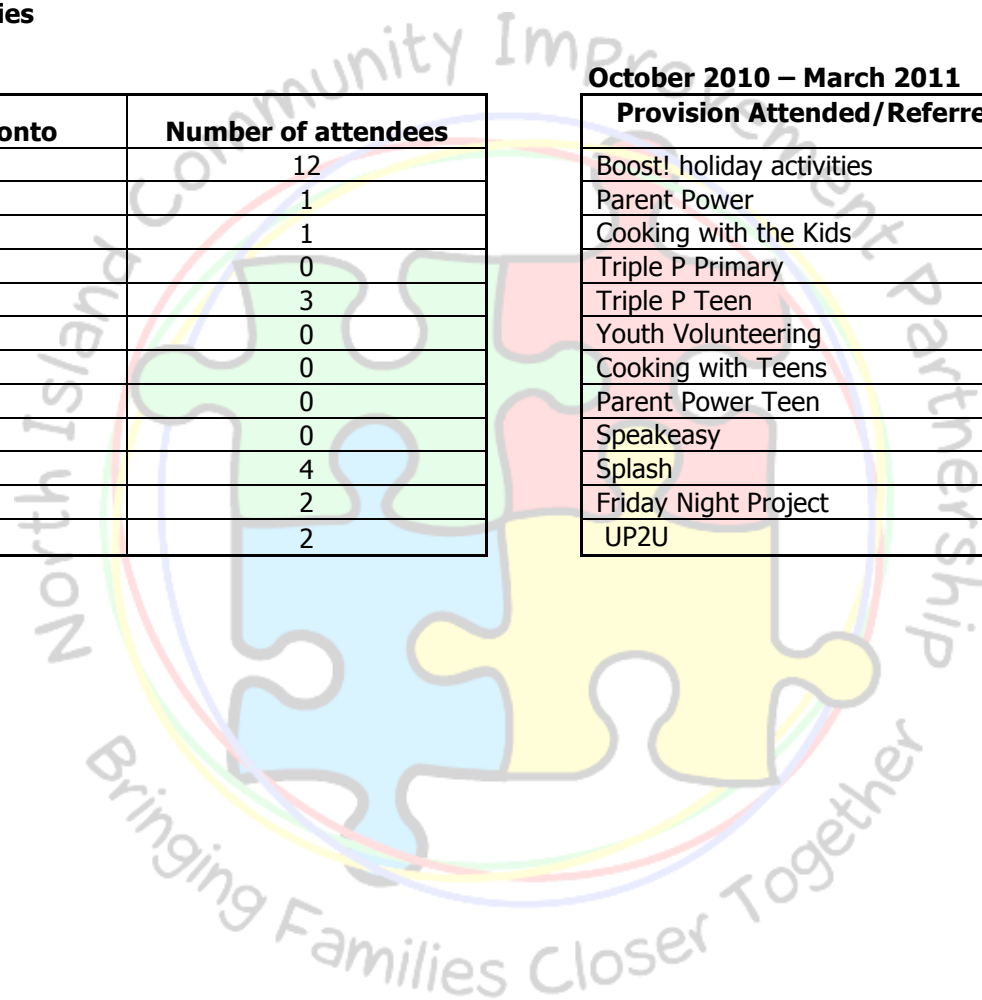 ies
October 2010 – March 2011
onto Number of attendees
12
1
1
0
3
0
0
0
0
4
2
2
Provision Attended/Referre
Boost! holiday activities
Parent Power
Cooking with the Kids
Triple P Primary
Triple P Teen
Youth Volunteering
Cooking with Teens
Parent Power Teen
Speakeasy
Splash
Friday Night Project
UP2U
North Island Community Improvement Partnership
Bringing Families Closer Together